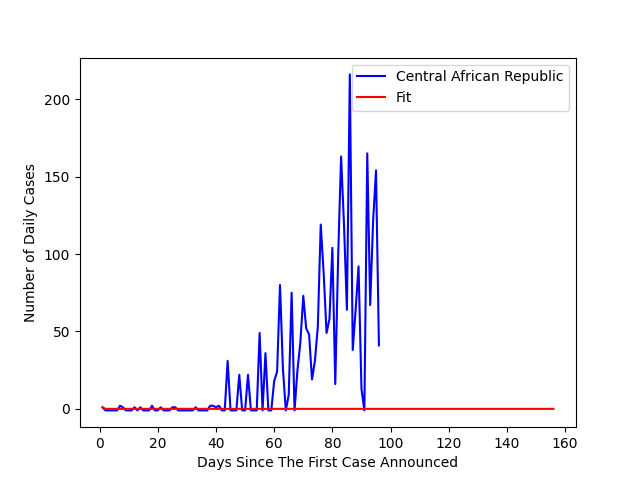 Central African Republic
Fit
Number of Daily Cases
200
150
100
50
0
0 20 40 60 80 100 120 140 160
Days Since The First Case Announced